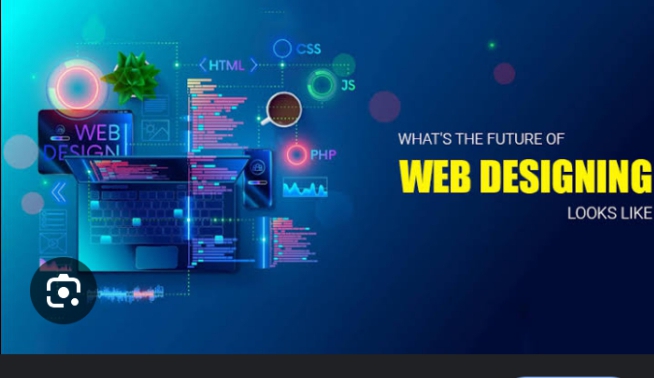 CSS
< HTML >
JS
WEB
DESIGN
PHP
WHAT'S THE FUTURE OF
WEB DESIGNING
LOOKS LIKE